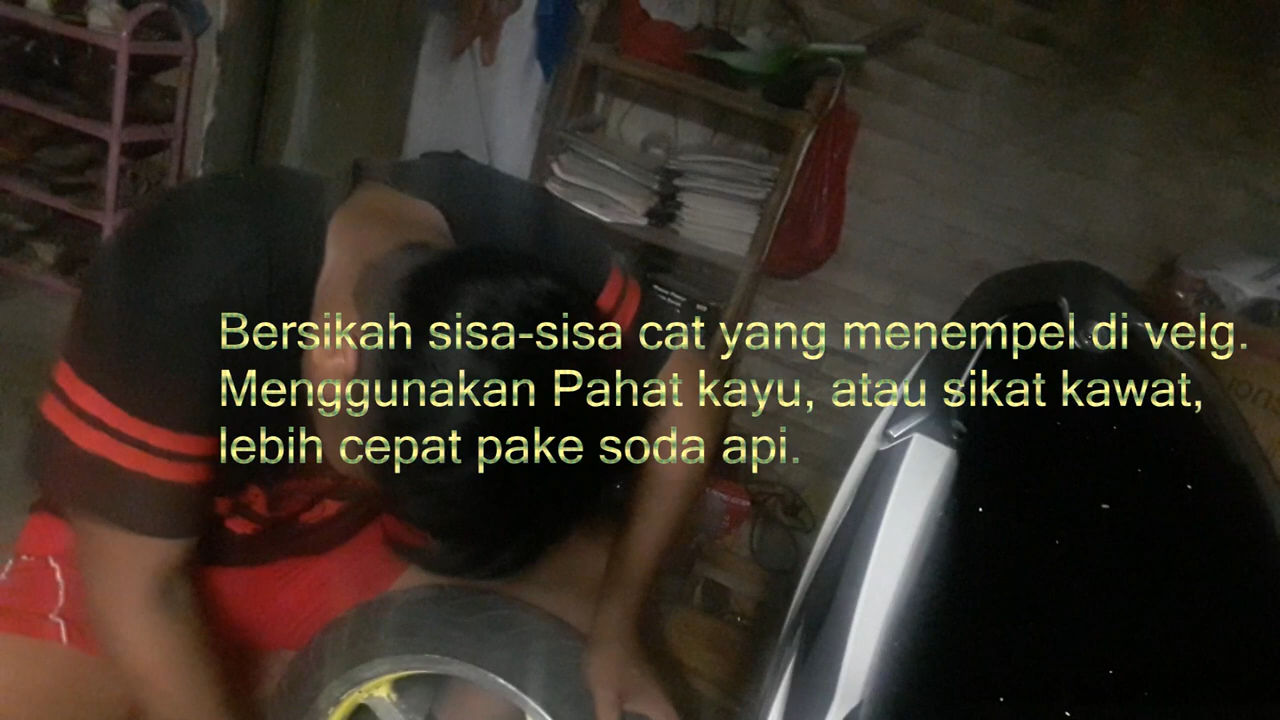 Bersikah sisa-sisa cat yang menempel di velg.
Menggunakan Pahat kayu, atau sikat kawat,
lebih cepat pake soda api.